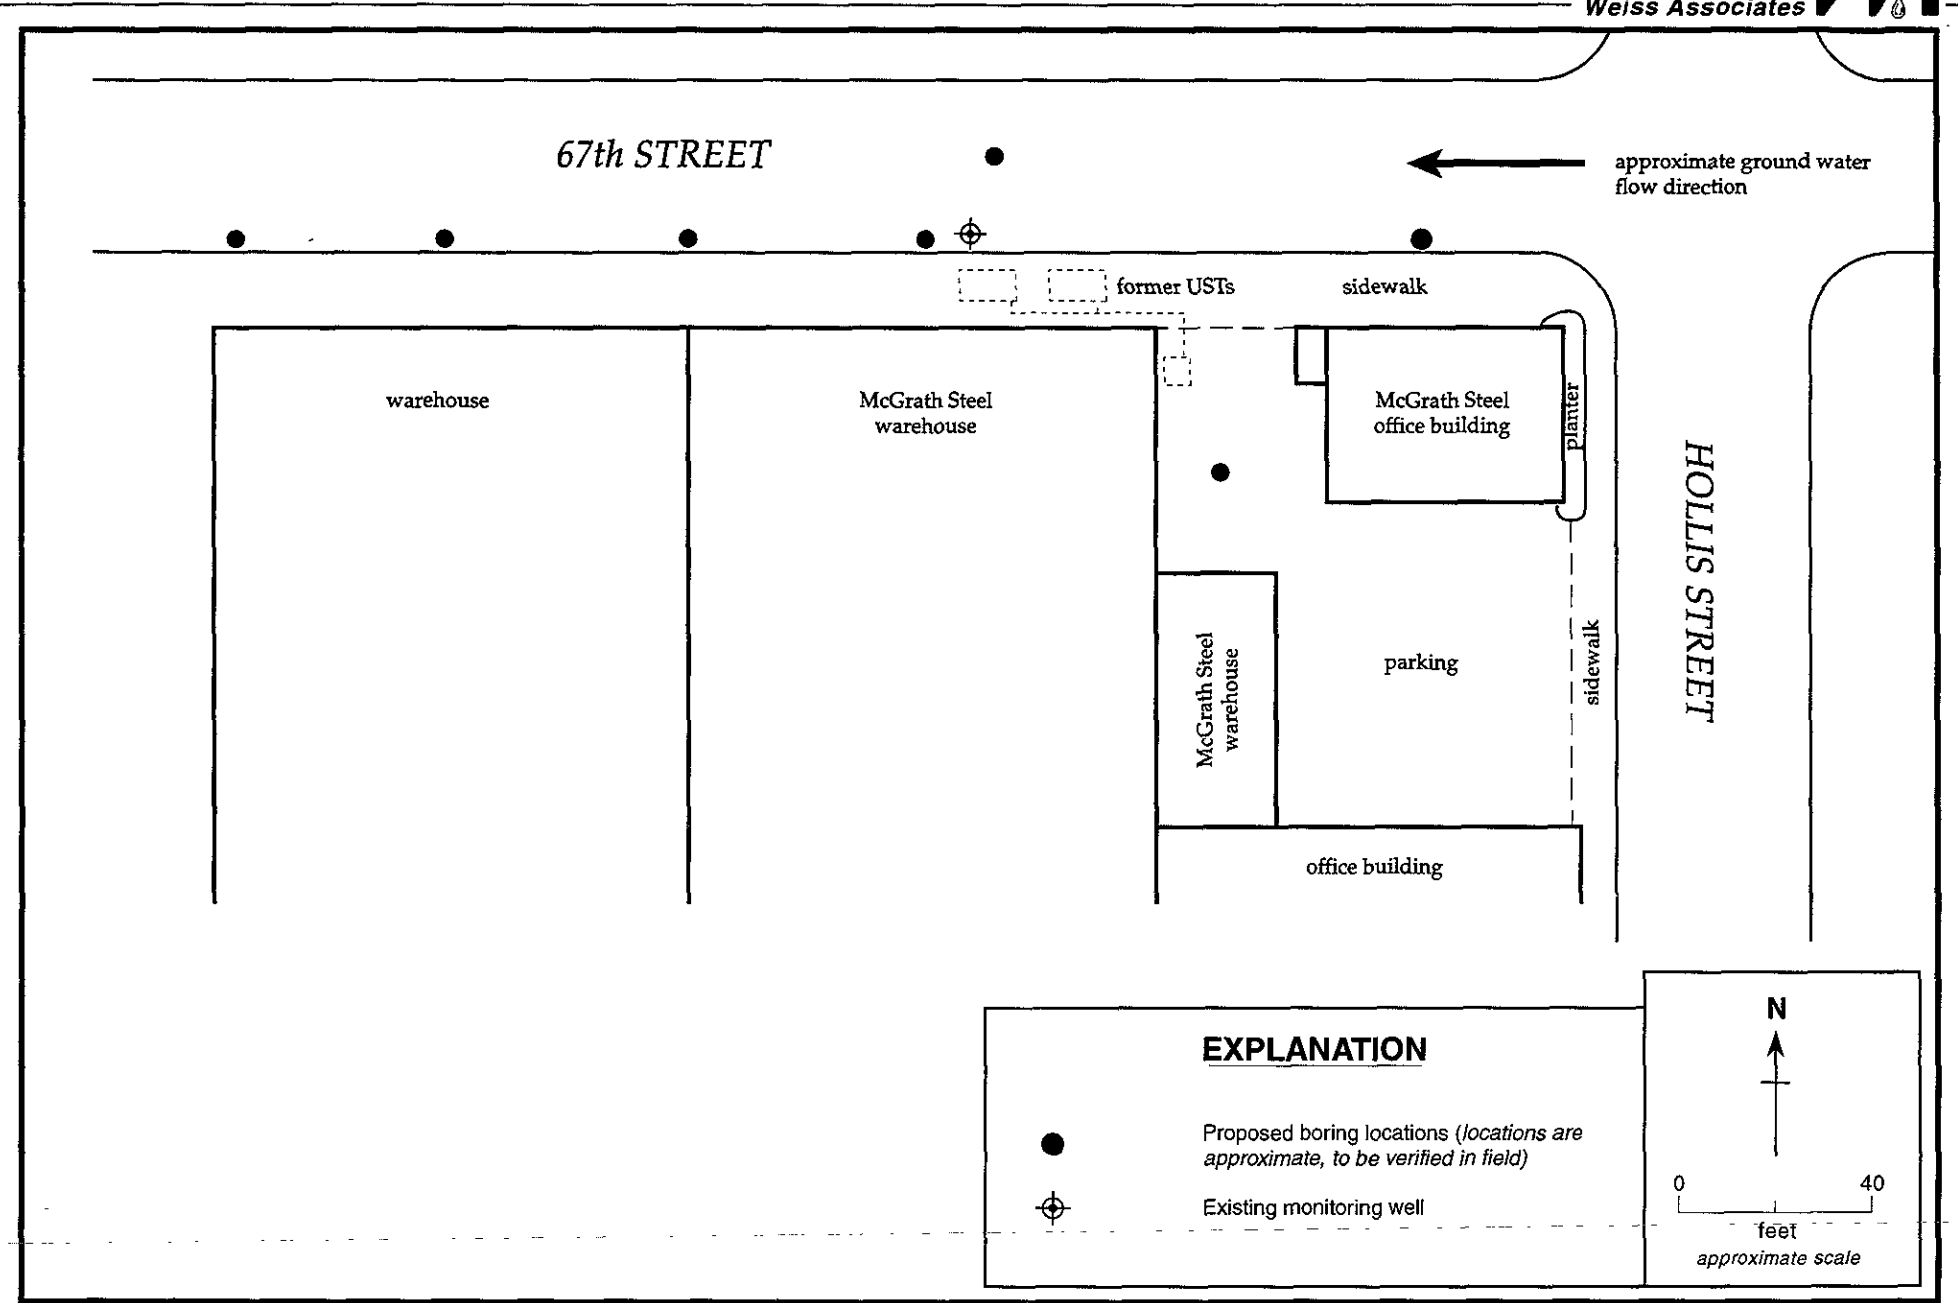 Weiss Associates
67th STREET
approximate ground water
flow direction
former USTs
sidewalk
warehouse
McGrath Steel
warehouse
McGrath Steel
office building
planter
HOLLIS STREET
McGrath Steel
warehouse
parking
sidewalk
office building
EXPLANATION
Proposed boring locations (locations are
approximate, to be verified in field)
Existing monitoring well
N
0 40
feet
approximate scale